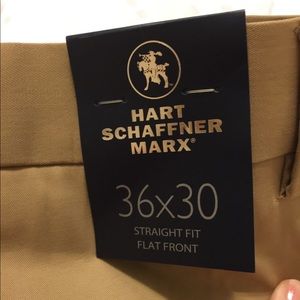 HART
SCHAFFNER
MARX®
36x30
STRAIGHT FIT
FLAT FRONT